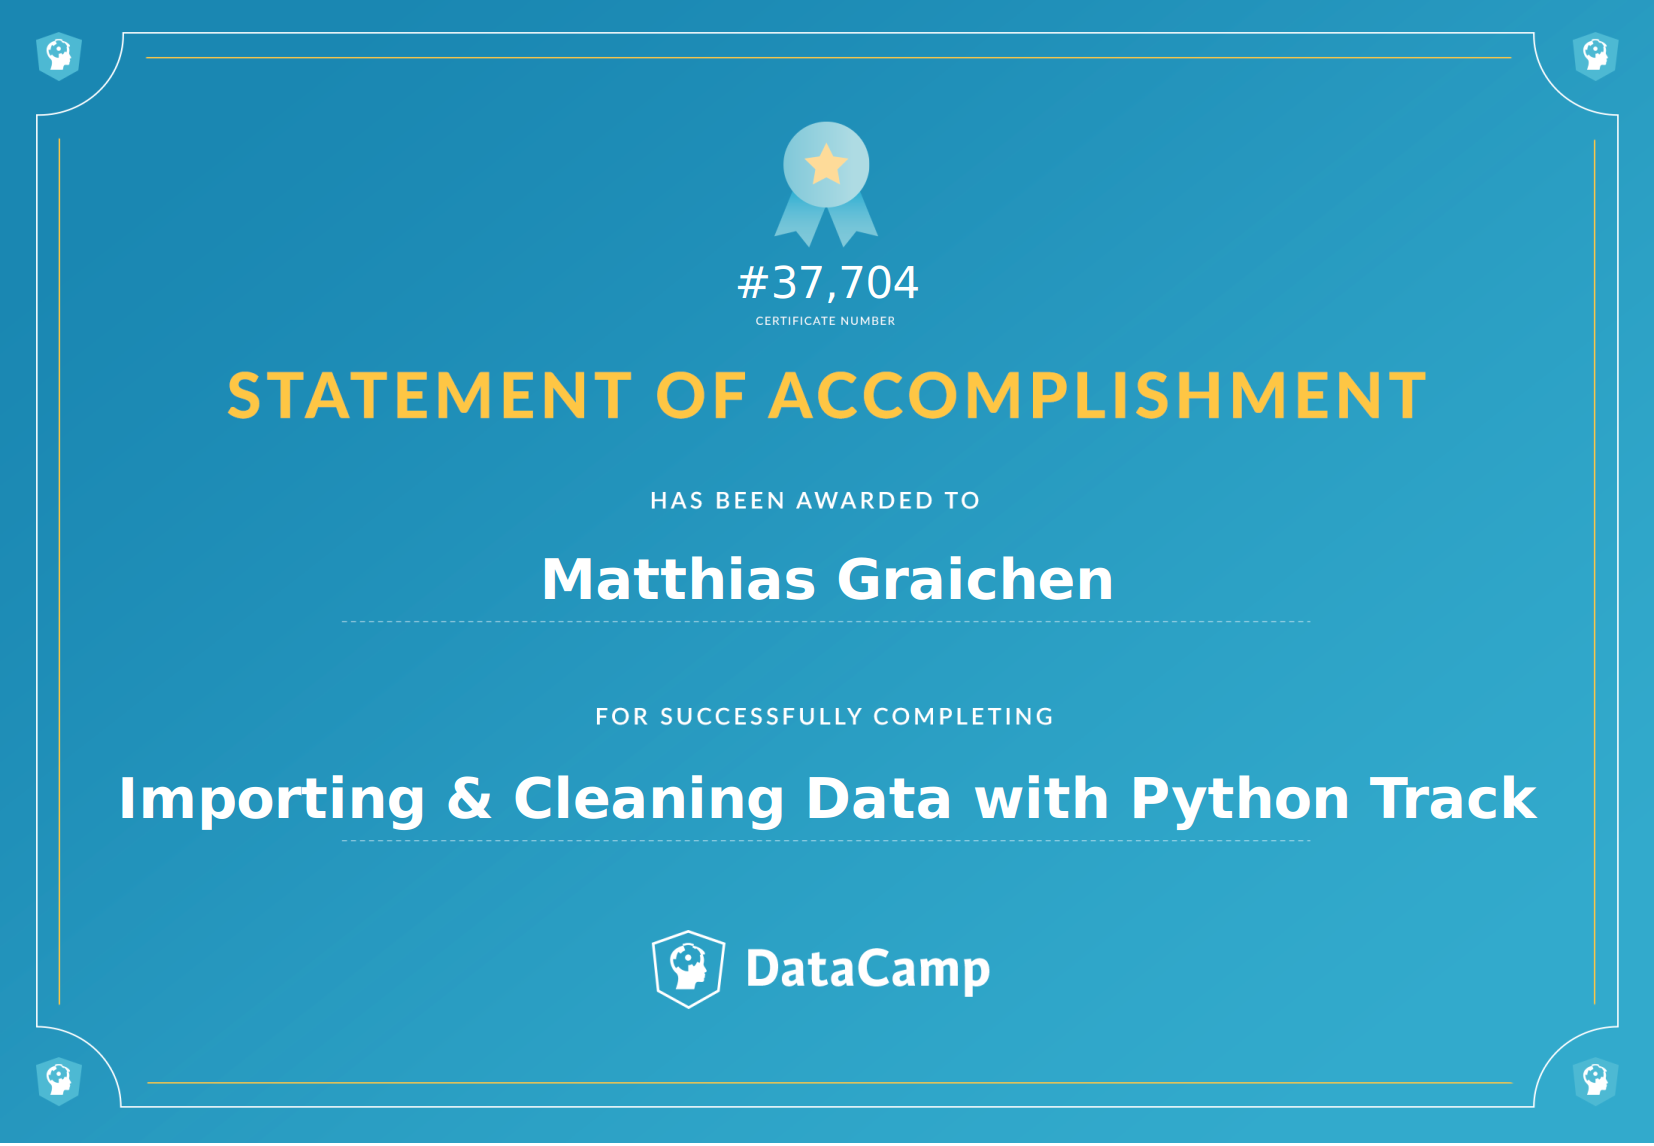 #37,704
CERTIFICATE NUMBER
STATEMENT OF ACCOMPLISHMENT
HAS BEEN AWARDED TO
Matthias Graichen
FOR SUCCESSFULLY COMPLETING
Importing & Cleaning Data with Python Track
DataCamp